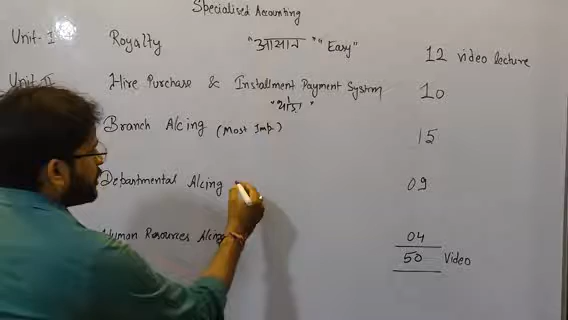 Specialised Accounting
Unit-I Royalty "आसान" "Easy" 12 video lecture
Unit-II Hire Purchase & Installment Payment System 10
Branch A/cing (Most Imp.) 15
Departmental A/cing 09
Human Resources A/cing 04
50 Video